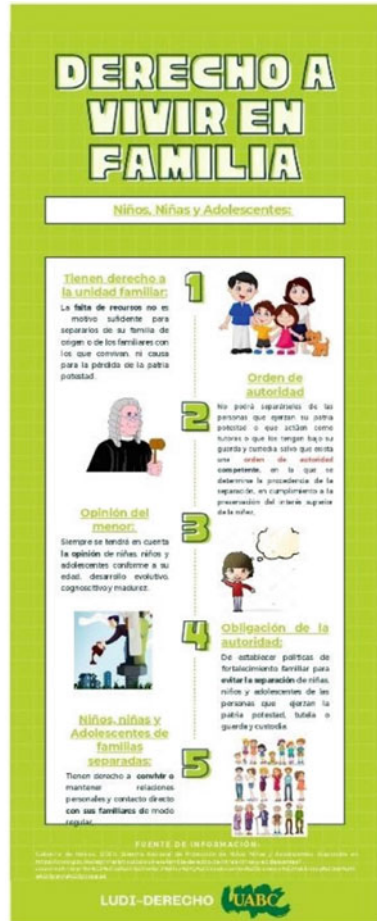 DERECHO A
VIVIR EN
FAMILIA
Niños, Niñas y Adolescentes:
1
Tienen derecho a
la unidad familiar:
La falta de recursos no es
motivo suficiente para
separarlos de su familia de
origen o de los familiares con
los que convivan, ni causa
para la pérdida de la patria
potestad.
2
Orden de
autoridad
No podrá separárseles de las
personas que ejerzan su patria
potestad o que actúen como
tutores o que los tengan bajo su
guarda y custodia salvo que exista
una orden de autoridad
competente, en la que se
determine la procedencia de la
separación, en cumplimiento a la
preservación del interés superior
de la niñez.
3
Opinión del
menor:
Siempre se tendrá en cuenta
la opinión de niñas, niños y
adolescentes conforme a su
edad, desarrollo evolutivo,
cognoscitivo y madurez.
4
Obligación de la
autoridad:
De establecer políticas de
fortalecimiento familiar para
evitar la separación de niñas,
niños y adolescentes de las
personas que ejerzan la
patria potestad, tutela o
guarda y custodia.
5
Niños, niñas y
Adolescentes de
familias
separadas:
Tienen derecho a convivir o
mantener relaciones
personales y contacto directo
con sus familiares de modo
regular.
FUENTE DE INFORMACIÓN:
LUDI-DERECHO UABC